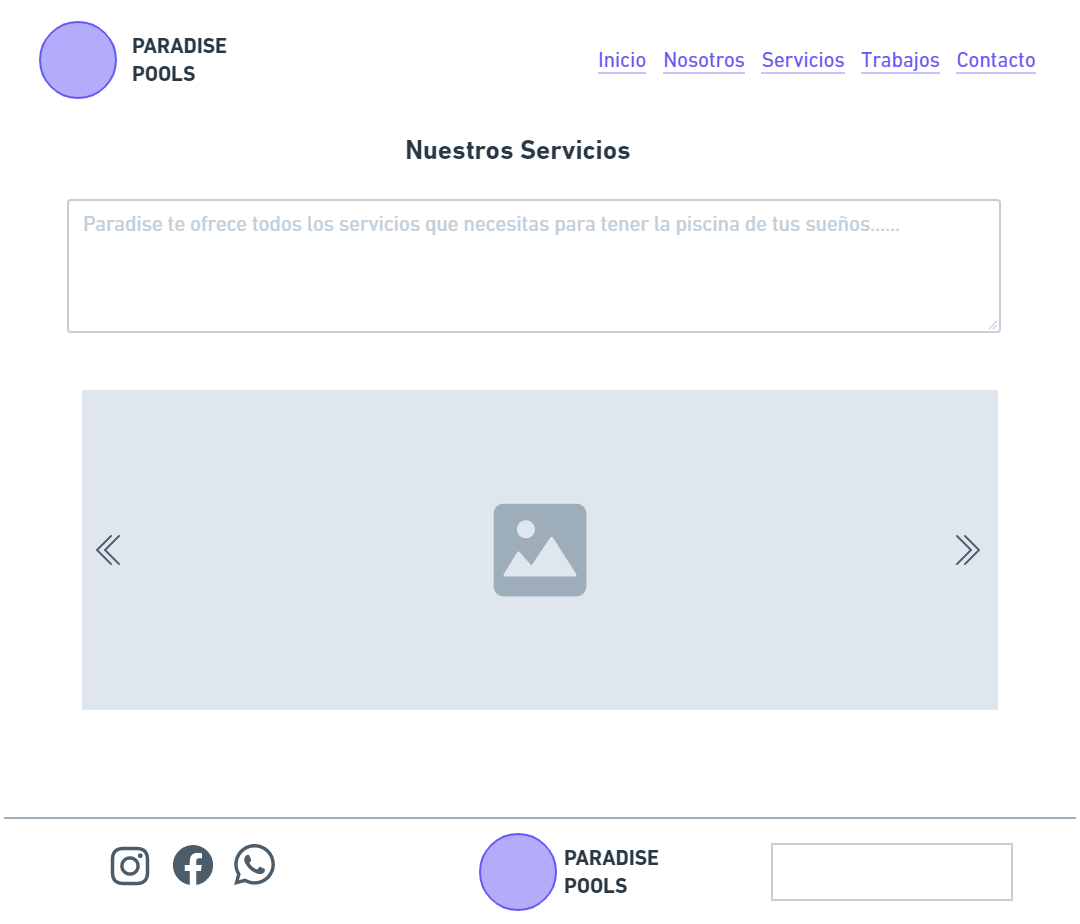 PARADISE
POOLS
Inicio Nosotros Servicios Trabajos Contacto
Nuestros Servicios
Paradise te ofrece todos los servicios que necesitas para tener la piscina de tus sueños......
PARADISE
POOLS